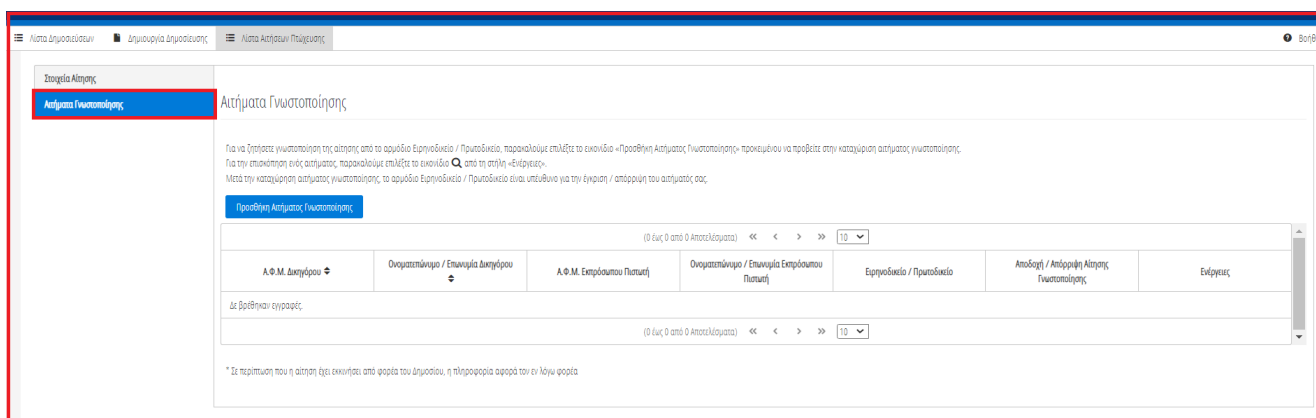 Λίστα Δημοσιεύσεων Δημιουργία Δημοσίευσης Λίστα Αιτήσεων Πτώχευσης Βοήθ
Στοιχεία Αίτησης
Αιτήματα Γνωστοποίησης
Αιτήματα Γνωστοποίησης
Για να ζητήσετε γνωστοποίηση της αίτησης από το αρμόδιο Ειρηνοδικείο / Πρωτοδικείο, παρακαλούμε επιλέξτε το εικονίδιο «Προσθήκη Αιτήματος Γνωστοποίησης» προκειμένου να προβείτε στην καταχώριση αιτήματος γνωστοποίησης.
Για την επισκόπηση ενός αιτήματος, παρακαλούμε επιλέξτε το εικονίδιο από τη στήλη «Ενέργειες».
Μετά την καταχώρηση αιτήματος γνωστοποίησης, το αρμόδιο Ειρηνοδικείο / Πρωτοδικείο είναι υπεύθυνο για την έγκριση / απόρριψη του αιτήματός σας.
Προσθήκη Αιτήματος Γνωστοποίησης
(0 έως 0 από 0 Αποτελέσματα) 10
Α.Φ.Μ. Δικηγόρου
Ονοματεπώνυμο / Επωνυμία Δικηγόρου
Α.Φ.Μ. Εκπρόσωπου Πιστωτή
Ονοματεπώνυμο / Επωνυμία Εκπρόσωπου
Πιστωτή
Ειρηνοδικείο / Πρωτοδικείο
Αποδοχή / Απόρριψη Αίτησης
Γνωστοποίησης
Ενέργειες
Δε βρέθηκαν εγγραφές.
(0 έως 0 από 0 Αποτελέσματα) 10
* Σε περίπτωση που η αίτηση έχει εκκινήσει από φορέα του Δημοσίου, η πληροφορία αφορά τον εν λόγω φορέα